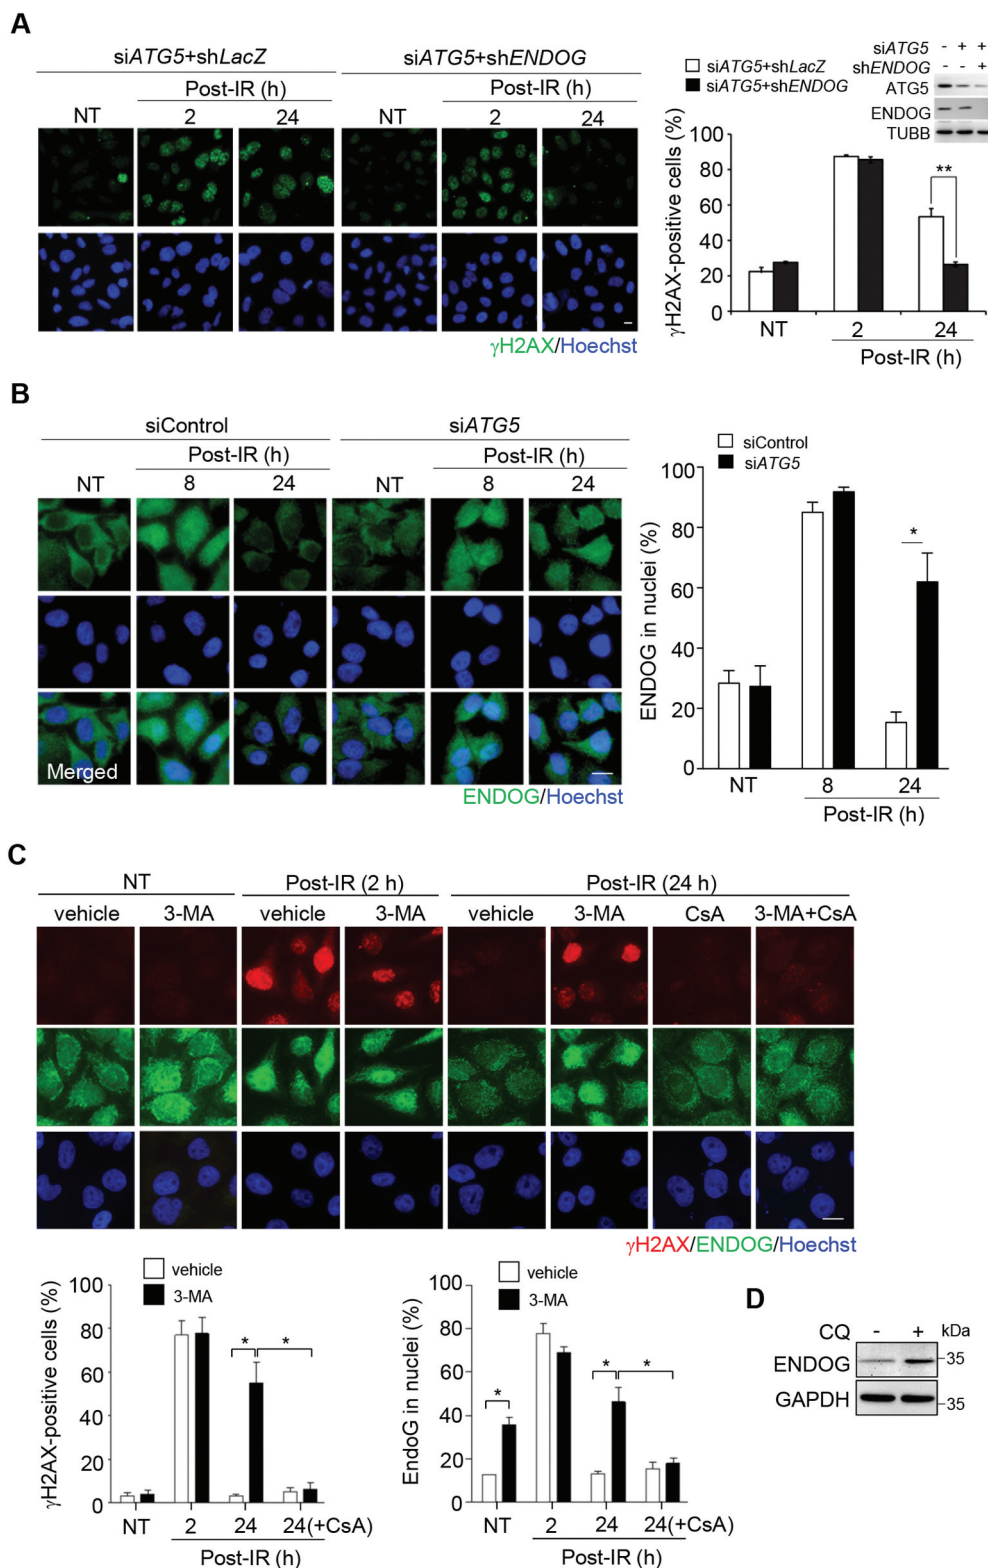 A
siATG5+shLacZ siATG5+shENDOG
Post-IR (h) Post-IR (h)
NT 2 24 NT 2 24
γH2AX/Hoechst
siATG5+shLacZ
siATG5+shENDOG
siATG5 - + +
shENDOG - - +
ATG5
ENDOG
TUBB
γH2AX-positive cells (%)
100
80
60
40
20
0
**
NT 2 24
Post-IR (h)
B
siControl siATG5
Post-IR (h) Post-IR (h)
NT 8 24 NT 8 24
Merged
ENDOG/Hoechst
siControl
siATG5
ENDOG in nuclei (%)
100
80
60
40
20
0
*
NT 8 24
Post-IR (h)
C
NT Post-IR (2 h) Post-IR (24 h)
vehicle 3-MA vehicle 3-MA vehicle 3-MA CsA 3-MA+CsA
γH2AX/ENDOG/Hoechst
vehicle
3-MA
γH2AX-positive cells (%)
100
80
60
40
20
0
* *
NT 2 24 24(+CsA)
Post-IR (h)
vehicle
3-MA
EndoG in nuclei (%)
100
80
60
40
20
0
* * *
NT 2 24 24(+CsA)
Post-IR (h)
D
CQ - + kDa
ENDOG -35
GAPDH -35